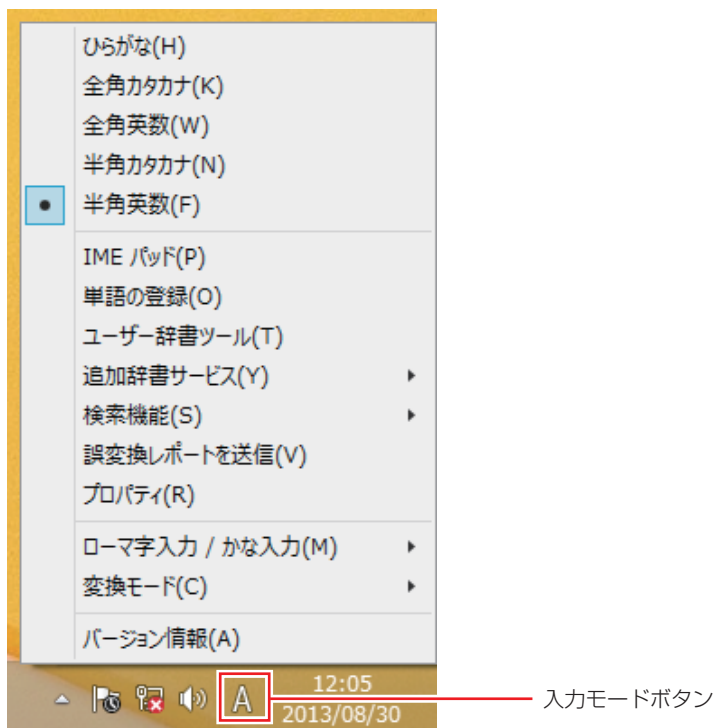 ひらがな(H)
全角カタカナ(K)
全角英数(W)
半角カタカナ(N)
半角英数(F)
IME パッド(P)
単語の登録(O)
ユーザー辞書ツール(T)
追加辞書サービス(Y)
検索機能(S)
誤変換レポートを送信(V)
プロパティ(R)
ローマ字入力 / かな入力(M)
変換モード(C)
バージョン情報(A)
A
12:05
2013/08/30
入力モードボタン